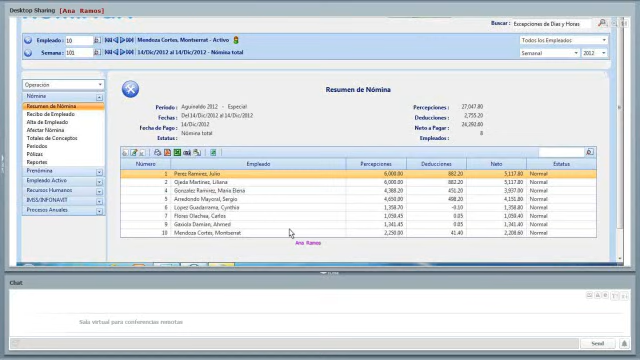 Desktop Sharing [Ana Ramos]
Buscar : Excepciones de Dias y Horas
Empleado : 10 Mendoza Cortes, Montserrat - Activo
Todos los Empleados
Semana : 101 14/Dic/2012 al 14/Dic/2012 - Nómina total
Semanal 2012
Operación
Nómina
Resumen de Nómina
Recibo de Empleado
Alta de Empleado
Afectar Nómina
Totales de Conceptos
Periodos
Pólizas
Reportes
Prenómina
Empleado Activo
Recursos Humanos
IMSS/INFONAVIT
Procesos Anuales
Resumen de Nómina
Periodo : Aguinaldo 2012 - Especial
Percepciones : 27,047.80
Fechas : Del 14/Dic/2012 al 14/Dic/2012
Deducciones : 2,755.20
Fecha de Pago : 14/Dic/2012
Neto a Pagar : 24,292.60
Estatus : Nómina total
Empleados : 8
Número Empleado Percepciones Deducciones Neto Estatus
1 Perez Ramirez, Julio 6,000.00 882.20 5,117.80 Normal
2 Ojeda Martinez, Liliana 6,000.00 882.20 5,117.80 Normal
4 Gonzalez Ramirez, Maria Elena 4,388.20 451.20 3,937.00 Normal
5 Arredondo Mayoral, Sergio 4,650.00 498.20 4,151.80 Normal
6 Lopez Guadarrama, Cynthia 1,358.70 -0.10 1,358.80 Normal
7 Flores Olachea, Carlos 1,059.45 0.05 1,059.40 Normal
9 Gaxiola Damian, Ahmed 1,341.45 0.05 1,341.40 Normal
10 Mendoza Cortes, Montserrat 2,250.00 41.40 2,208.60 Normal
Ana Ramos
Chat
Sala virtual para conferencias remotas
Send